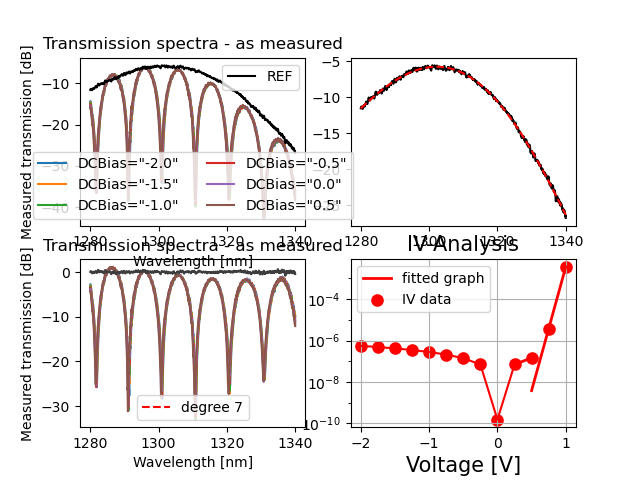 Transmission spectra - as measured
Measured transmission [dB]
−10
−20
−30
−40
REF
DCBias="-2.0"
DCBias="-1.5"
DCBias="-1.0"
DCBias="-0.5"
DCBias="0.0"
DCBias="0.5"
1280
1300
1320
1340
Wavelength [nm]
−5
−10
−15
−20
1280
1300
1320
1340
Transmission spectra - as measured
Measured transmission [dB]
0
−10
−20
−30
degree 7
1280
1300
1320
1340
Wavelength [nm]
IV Analysis
fitted graph
IV data
10⁻⁴
10⁻⁶
10⁻⁸
10⁻¹⁰
−2
−1
0
1
Voltage [V]